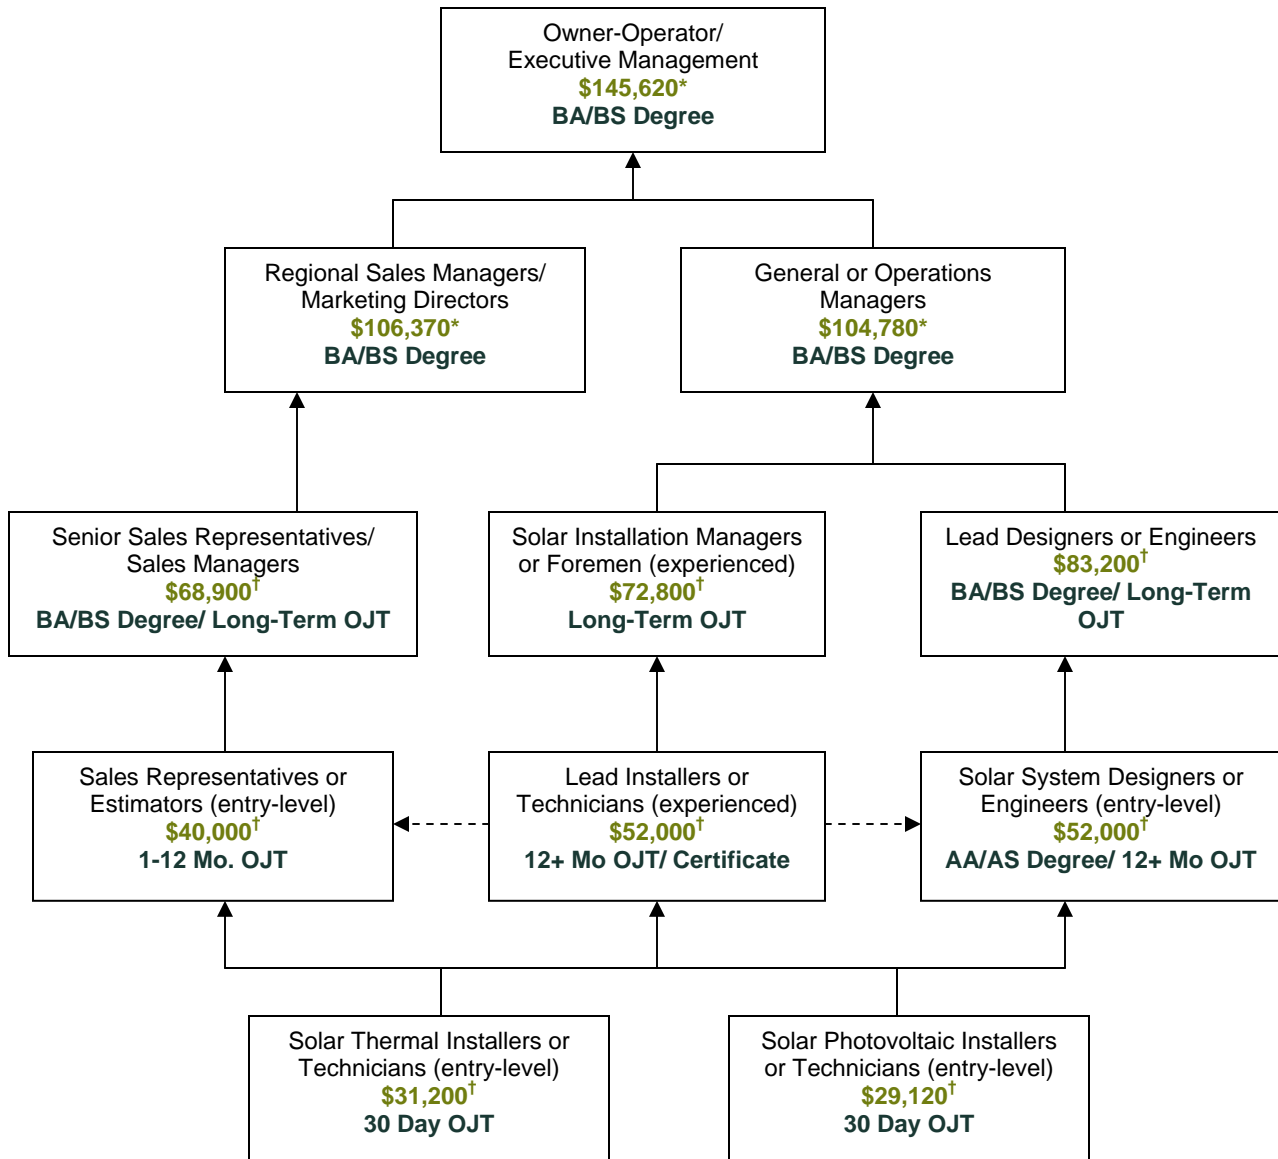 Owner-Operator/
Executive Management
$145,620*
BA/BS Degree
Regional Sales Managers/
Marketing Directors
$106,370*
BA/BS Degree
General or Operations
Managers
$104,780*
BA/BS Degree
Senior Sales Representatives/
Sales Managers
$68,900†
BA/BS Degree/ Long-Term OJT
Solar Installation Managers
or Foremen (experienced)
$72,800†
Long-Term OJT
Lead Designers or Engineers
$83,200†
BA/BS Degree/ Long-Term
OJT
Sales Representatives or
Estimators (entry-level)
$40,000†
1-12 Mo. OJT
Lead Installers or
Technicians (experienced)
$52,000†
12+ Mo OJT/ Certificate
Solar System Designers or
Engineers (entry-level)
$52,000†
AA/AS Degree/ 12+ Mo OJT
Solar Thermal Installers or
Technicians (entry-level)
$31,200†
30 Day OJT
Solar Photovoltaic Installers
or Technicians (entry-level)
$29,120†
30 Day OJT